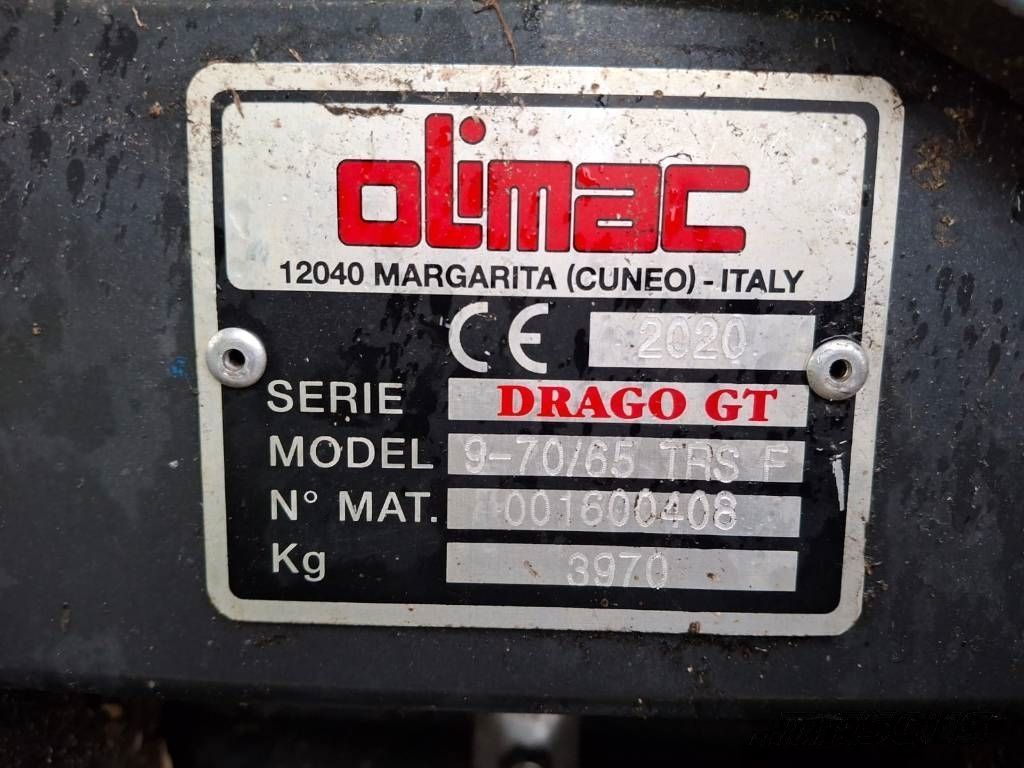 olimac
12040 MARGARITA (CUNEO) - ITALY
CE 2020
SERIE DRAGO GT
MODEL 9-70/65 TRS F
N° MAT. 001600408
Kg 3970